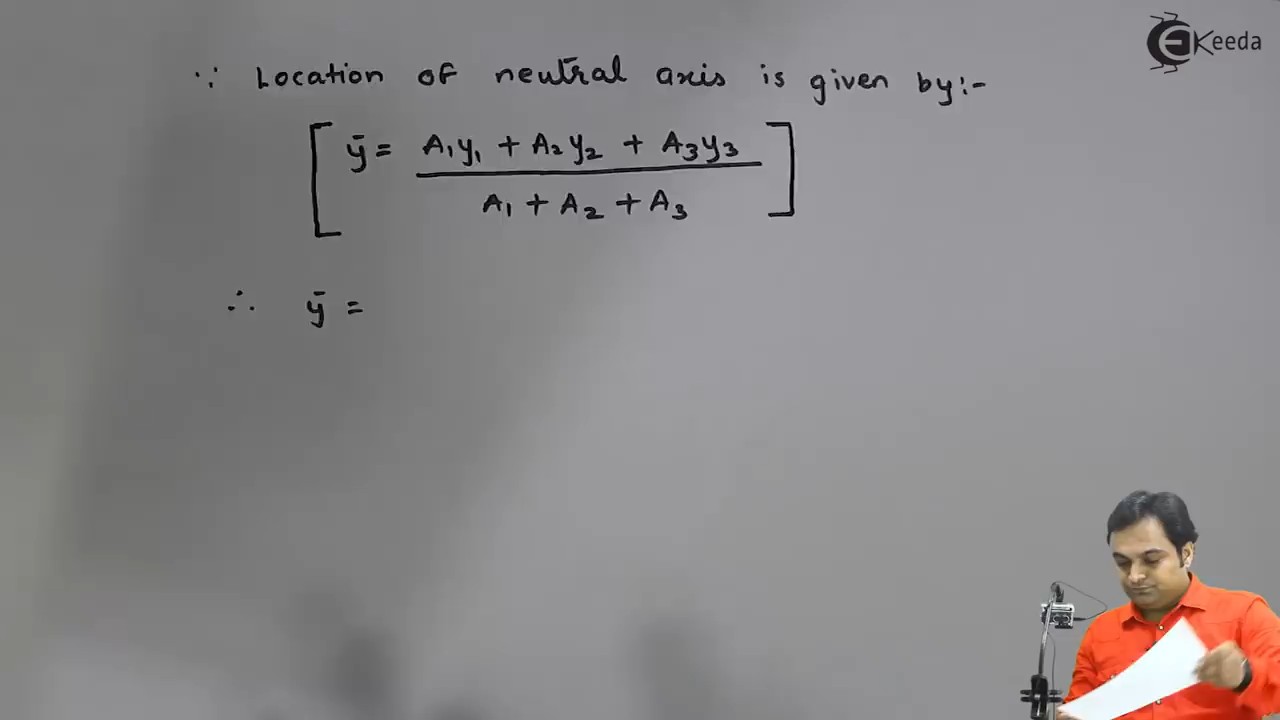 Keeda
∵ Location of neutral axis is given by:-
[ ȳ = A₁y₁ + A₂y₂ + A₃y₃ ]
A₁ + A₂ + A₃
∴ ȳ =